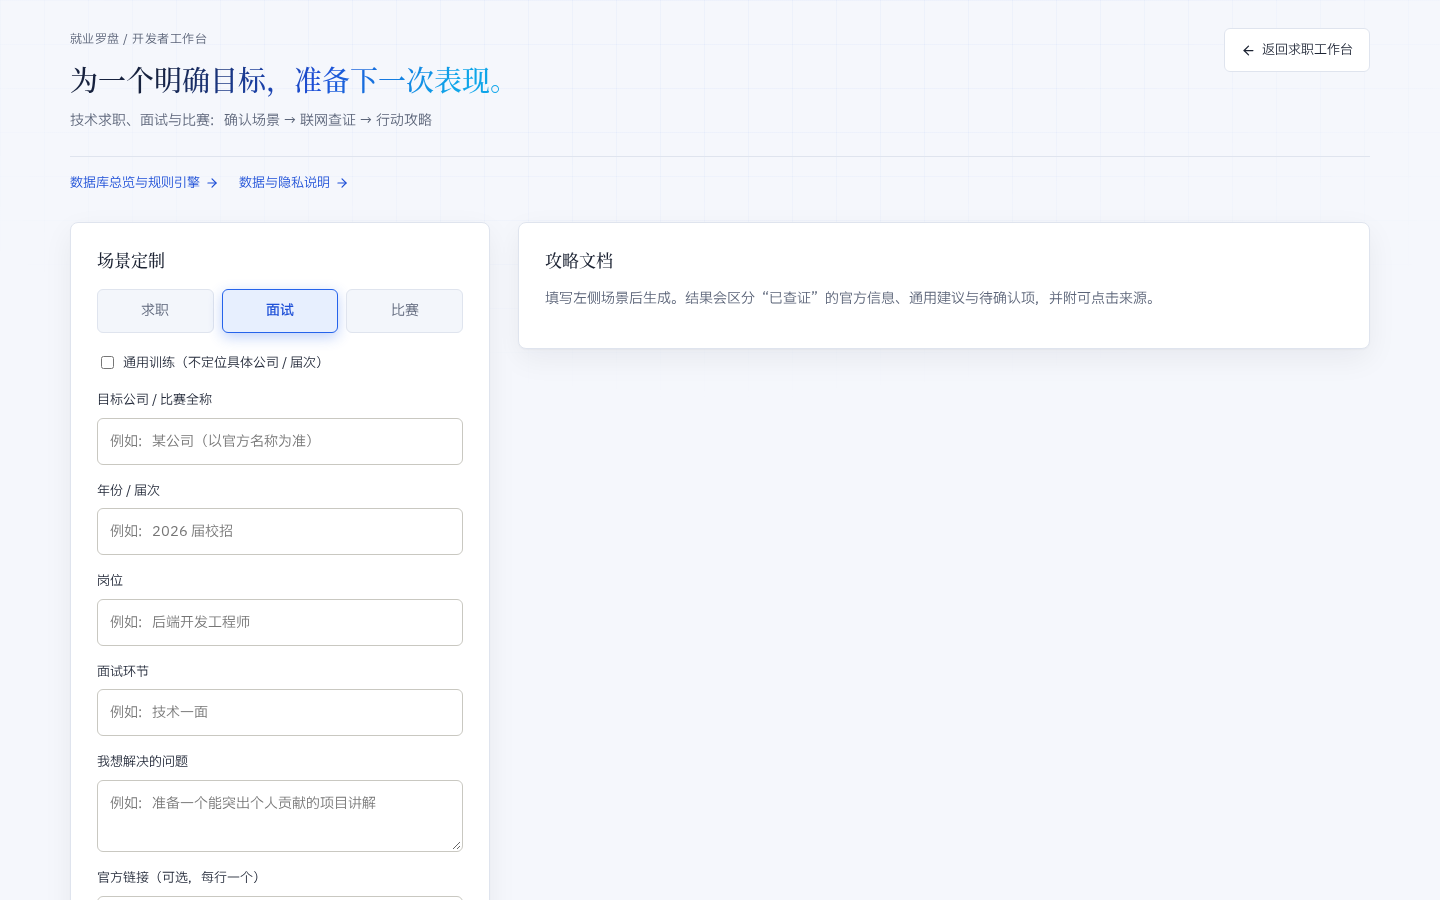 就业罗盘 / 开发者工作台
返回求职工作台
为一个明确目标，准备下一次表现。
技术求职、面试与比赛：确认场景 → 联网查证 → 行动攻略
数据库总览与规则引擎 → 数据与隐私说明 →
场景定制
求职 面试 比赛
通用训练（不定位具体公司 / 届次）
目标公司 / 比赛全称
例如：某公司（以官方名称为准）
年份 / 届次
例如：2026 届校招
岗位
例如：后端开发工程师
面试环节
例如：技术一面
我想解决的问题
例如：准备一个能突出个人贡献的项目讲解
官方链接（可选，每行一个）
攻略文档
填写左侧场景后生成。结果会区分“已查证”的官方信息、通用建议与待确认项，并附可点击来源。